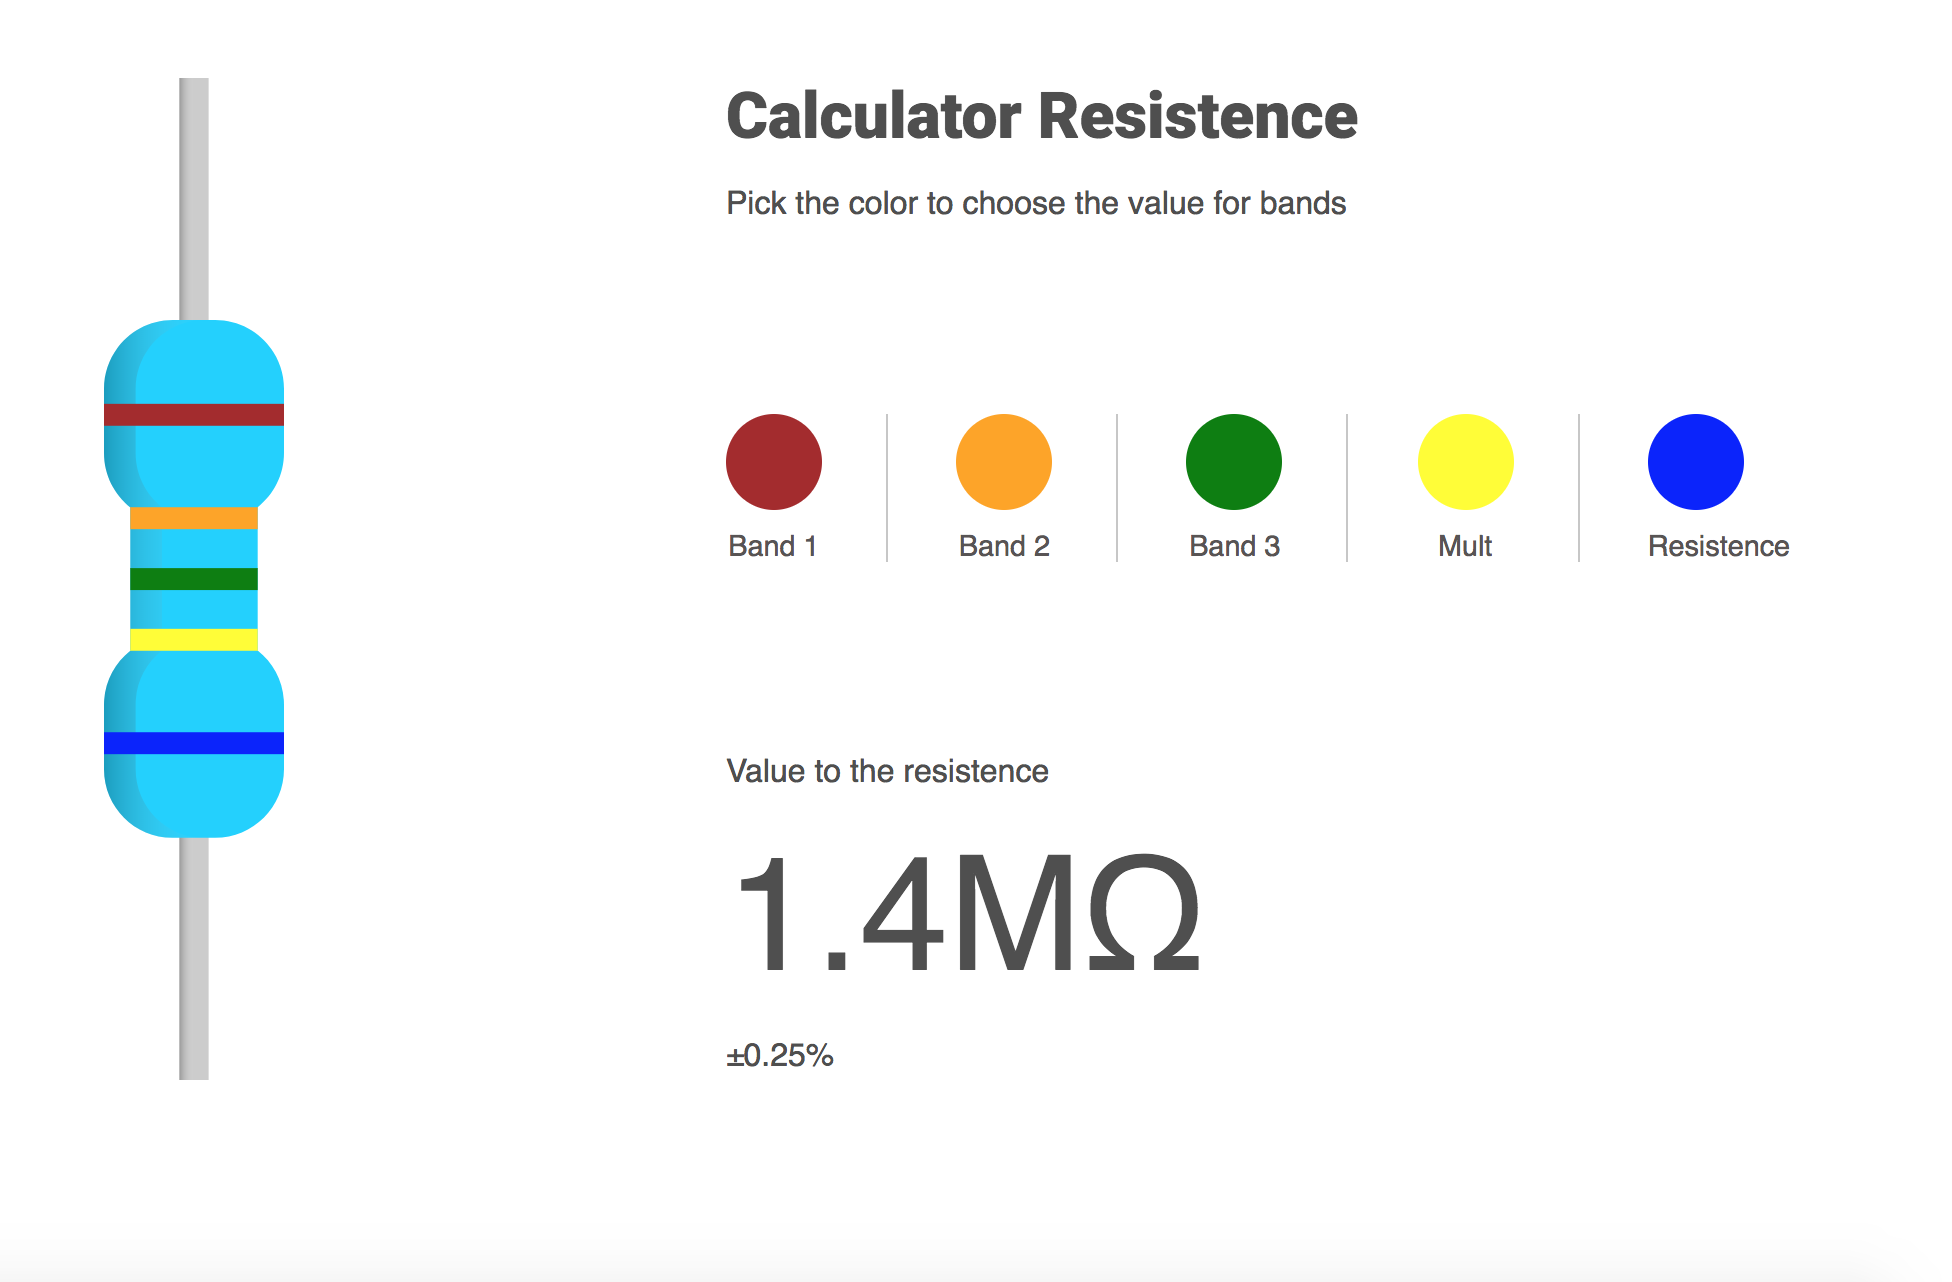 Calculator Resistence
Pick the color to choose the value for bands
Band 1
Band 2
Band 3
Mult
Resistence
Value to the resistence
1.4MΩ
±0.25%